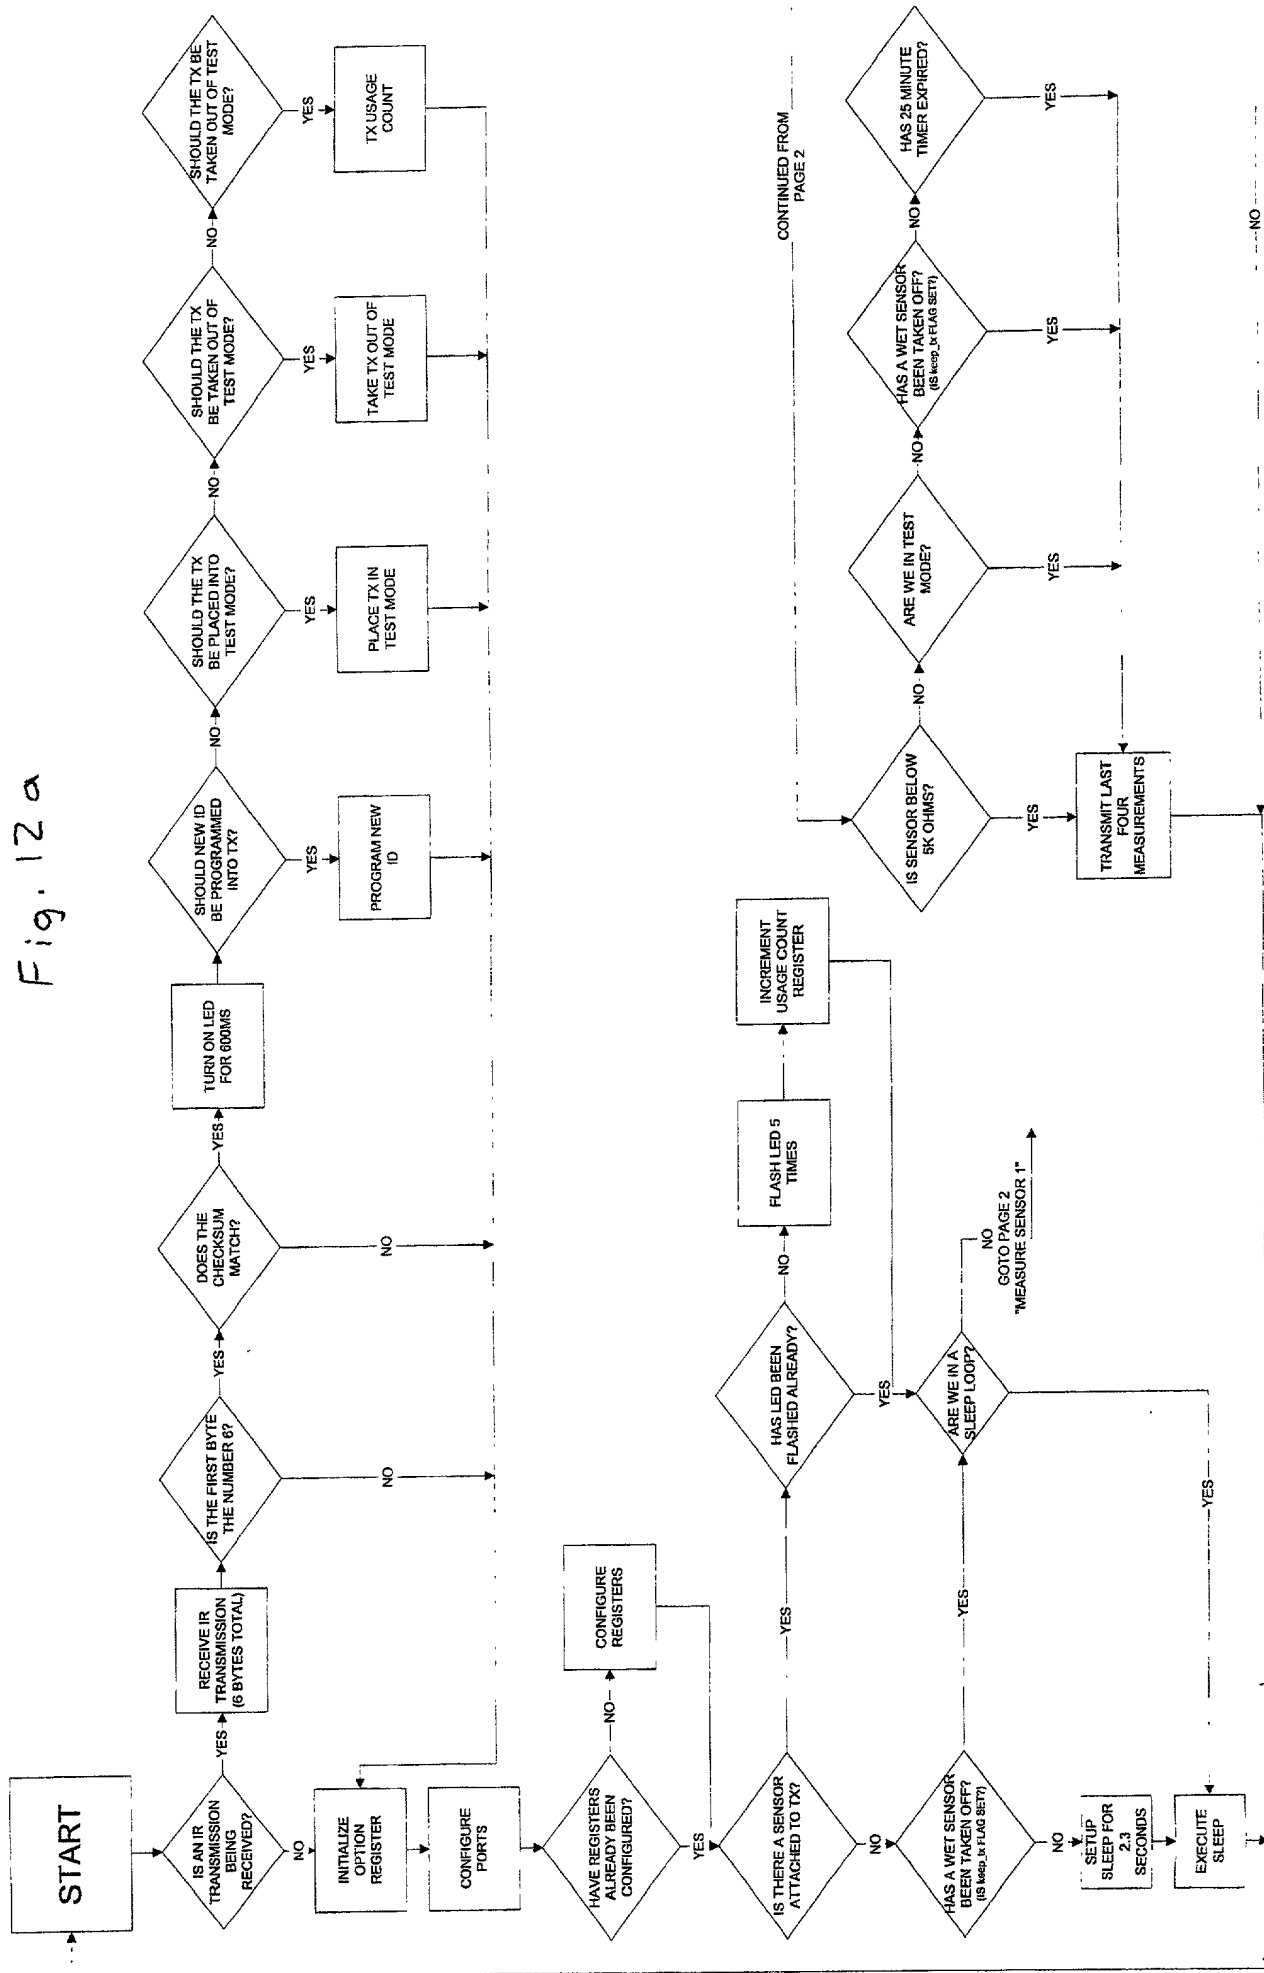 Fig. 12a
START
IS AN IR
TRANSMISSION
BEING
RECEIVED?
YES
NO
RECEIVE IR
TRANSMISSION
(6 BYTES TOTAL)
IS THE FIRST BYTE
THE NUMBER 6?
YES
NO
DOES THE
CHECKSUM
MATCH?
YES
NO
TURN ON LED
FOR 600MS
SHOULD NEW ID
BE PROGRAMMED
INTO TX?
NO
YES
PROGRAM NEW
ID
SHOULD THE TX
BE PLACED INTO
TEST MODE?
NO
YES
PLACE TX IN
TEST MODE
SHOULD THE TX
BE TAKEN OUT OF
TEST MODE?
NO
YES
TAKE TX OUT OF
TEST MODE
SHOULD THE TX BE
TAKEN OUT OF TEST
MODE?
YES
TX USAGE
COUNT
INITIALIZE
OPTION
REGISTER
CONFIGURE
PORTS
HAVE REGISTERS
ALREADY BEEN
CONFIGURED?
NO
YES
CONFIGURE
REGISTERS
IS THERE A SENSOR
ATTACHED TO TX?
YES
NO
HAS LED BEEN
FLASHED ALREADY?
NO
YES
FLASH LED 5
TIMES
INCREMENT
USAGE COUNT
REGISTER
HAS A WET SENSOR
BEEN TAKEN OFF?
(IS keep_tx FLAG SET?)
YES
NO
ARE WE IN A
SLEEP LOOP?
NO
GOTO PAGE 2
"MEASURE SENSOR 1"
YES
SETUP
SLEEP FOR
2.3
SECONDS
EXECUTE
SLEEP
CONTINUED FROM
PAGE 2
IS SENSOR BELOW
5K OHMS?
NO
YES
TRANSMIT LAST
FOUR
MEASUREMENTS
ARE WE IN TEST
MODE?
NO
YES
HAS A WET SENSOR
BEEN TAKEN OFF?
(IS keep_tx FLAG SET?)
NO
YES
HAS 25 MINUTE
TIMER EXPIRED?
YES
NO